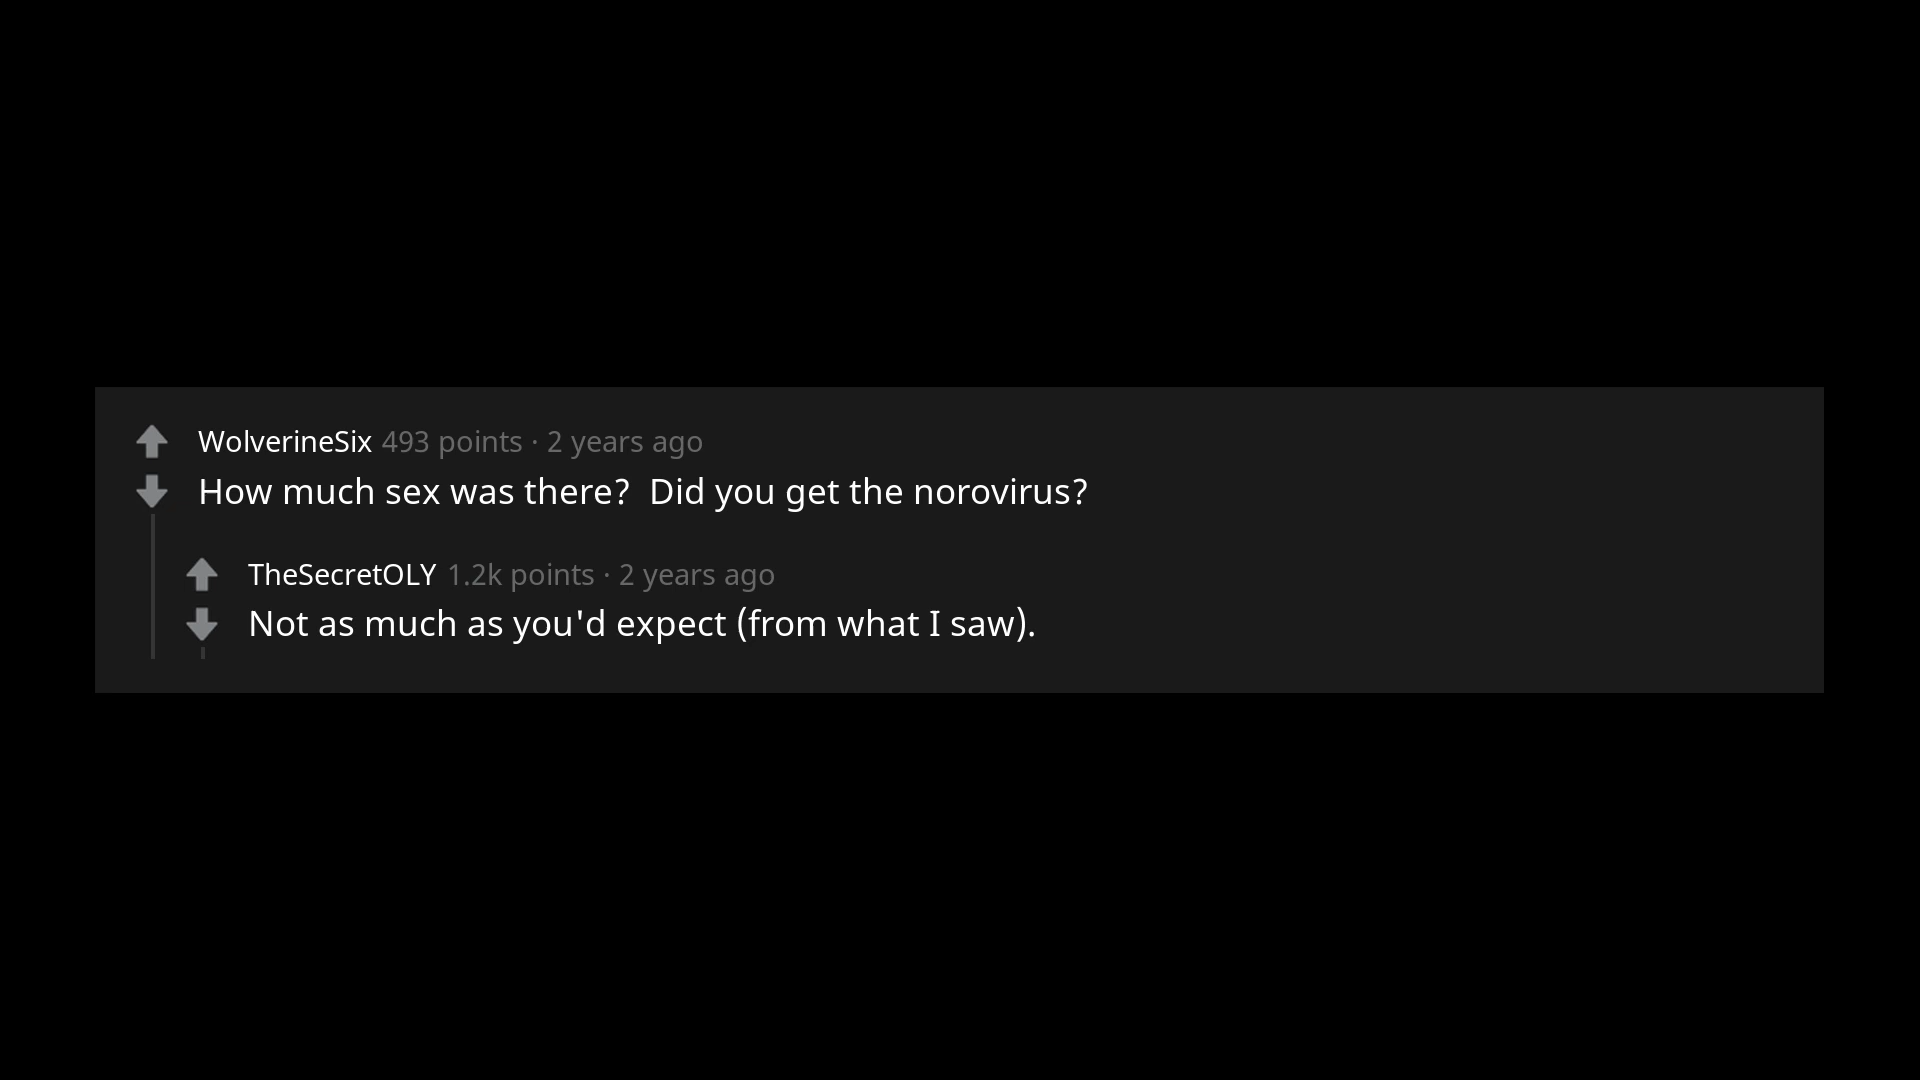 WolverineSix 493 points · 2 years ago
How much sex was there?  Did you get the norovirus?
TheSecretOLY 1.2k points · 2 years ago
Not as much as you'd expect (from what I saw).